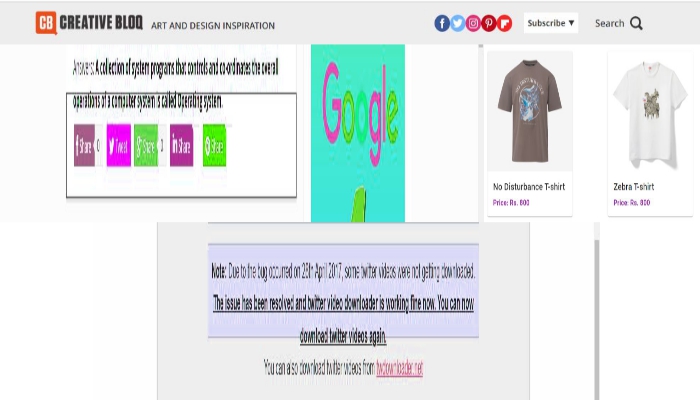 CB CREATIVE BLOQ ART AND DESIGN INSPIRATION
Subscribe ▼ Search
Answers: A collection of system programs that controls and co-ordinates the overall
operations of a computer system is called Operating system.
Share 0 Tweet Share 0 Share Share
Google
No Disturbance T-shirt
Price: Rs. 800
Zebra T-shirt
Price: Rs. 800
Note: Due to the bug occurred on 28th April 2017, some twitter videos were not getting downloaded.
The issue has been resolved and twitter video downloader is working fine now. You can now
download twitter videos again.
You can also download twitter videos from twdownloader.net